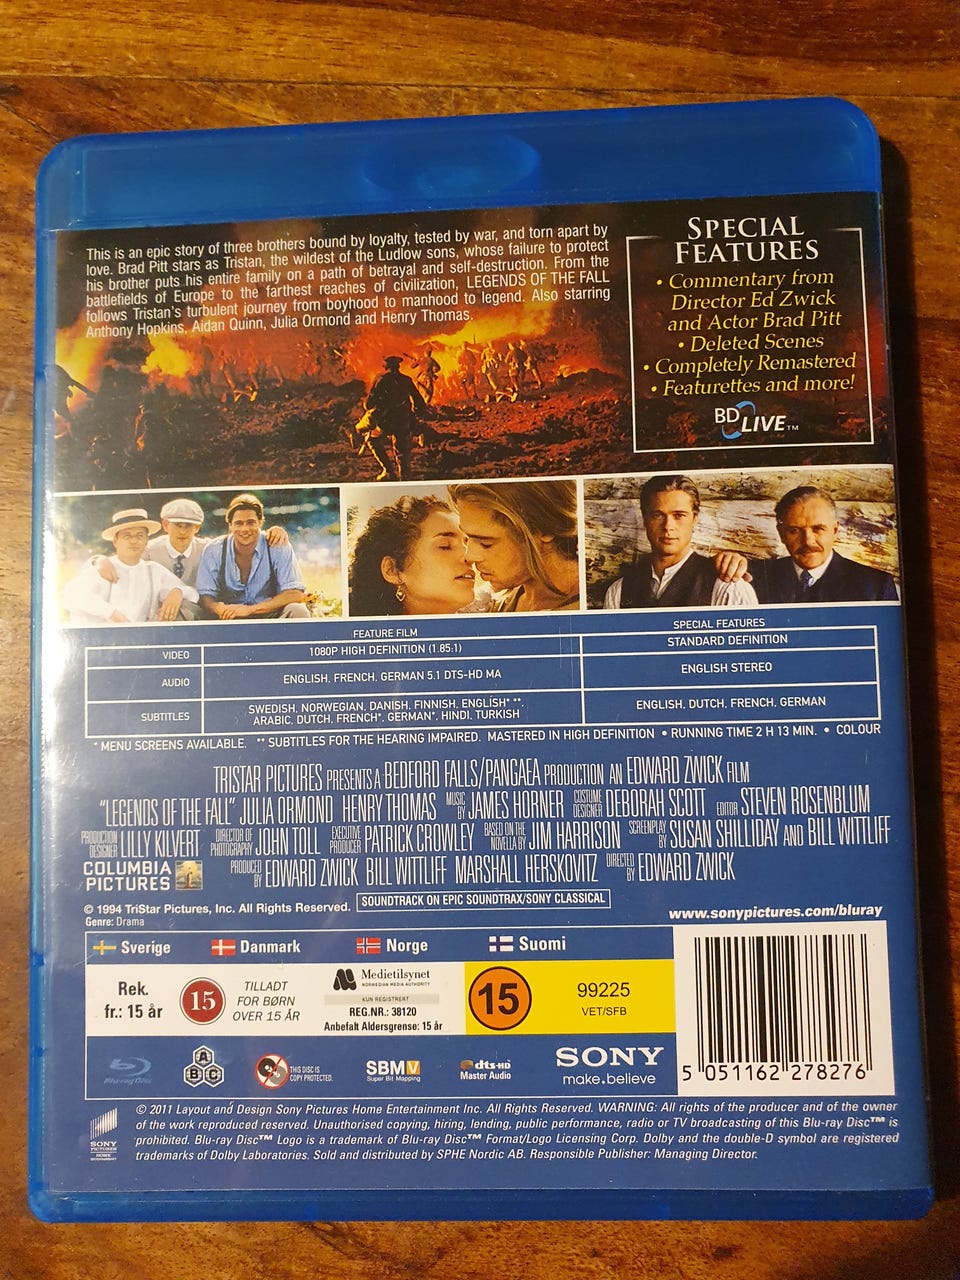 This is an epic story of three brothers bound by loyalty, tested by war, and torn apart by
love. Brad Pitt stars as Tristan, the wildest of the Ludlow sons, whose failure to protect
his brother puts his entire family on a path of betrayal and self-destruction. From the
battlefields of Europe to the farthest reaches of civilization, LEGENDS OF THE FALL
follows Tristan's turbulent journey from boyhood to manhood to legend. Also starring
Anthony Hopkins, Aidan Quinn, Julia Ormond and Henry Thomas.
SPECIAL
FEATURES
• Commentary from
Director Ed Zwick
and Actor Brad Pitt
• Deleted Scenes
• Completely Remastered
• Featurettes and more!
BD LIVE™
FEATURE FILM SPECIAL FEATURES
VIDEO 1080P HIGH DEFINITION (1.85:1) STANDARD DEFINITION
AUDIO ENGLISH, FRENCH, GERMAN 5.1 DTS-HD MA ENGLISH STEREO
SUBTITLES SWEDISH, NORWEGIAN, DANISH, FINNISH, ENGLISH* **, ENGLISH, DUTCH, FRENCH, GERMAN
ARABIC, DUTCH, FRENCH*, GERMAN*, HINDI, TURKISH
* MENU SCREENS AVAILABLE. ** SUBTITLES FOR THE HEARING IMPAIRED. MASTERED IN HIGH DEFINITION • RUNNING TIME 2 H 13 MIN. • COLOUR
TRISTAR PICTURES PRESENTS A BEDFORD FALLS/PANGAEA PRODUCTION AN EDWARD ZWICK FILM
"LEGENDS OF THE FALL" JULIA ORMOND HENRY THOMAS MUSIC BY JAMES HORNER COSTUME DESIGNER DEBORAH SCOTT EDITOR STEVEN ROSENBLUM
PRODUCTION DESIGNER LILLY KILVERT DIRECTOR OF PHOTOGRAPHY JOHN TOLL EXECUTIVE PRODUCER PATRICK CROWLEY BASED ON THE NOVELLA BY JIM HARRISON SCREENPLAY BY SUSAN SHILLIDAY AND BILL WITTLIFF
COLUMBIA
PICTURES
PRODUCED BY EDWARD ZWICK BILL WITTLIFF MARSHALL HERSKOVITZ DIRECTED BY EDWARD ZWICK
© 1994 TriStar Pictures, Inc. All Rights Reserved.
SOUNDTRACK ON EPIC SOUNDTRAX/SONY CLASSICAL
Genre: Drama
www.sonypictures.com/bluray
Sverige Danmark Norge Suomi
Rek.
fr.: 15 år
15
TILLADT
FOR BØRN
OVER 15 ÅR
Medietilsynet
NORWEGIAN MEDIA AUTHORITY
KUN REGISTRERT
REG.NR.: 38120
Anbefalt Aldersgrense: 15 år
15
99225
VET/SFB
5 051162 278276
Blu-ray Disc
A
B C
THIS DISC IS
COPY PROTECTED.
SBMV
Super Bit Mapping
dts-HD
Master Audio
SONY
make.believe
SONY
PICTURES
HOME
ENTERTAINMENT
© 2011 Layout and Design Sony Pictures Home Entertainment Inc. All Rights Reserved. WARNING: All rights of the producer and of the owner
of the work reproduced reserved. Unauthorised copying, hiring, lending, public performance, radio or TV broadcasting of this Blu-ray Disc™ is
prohibited. Blu-ray Disc™ Logo is a trademark of Blu-ray Disc™ Format/Logo Licensing Corp. Dolby and the double-D symbol are registered
trademarks of Dolby Laboratories. Sold and distributed by SPHE Nordic AB. Responsible Publisher: Managing Director.